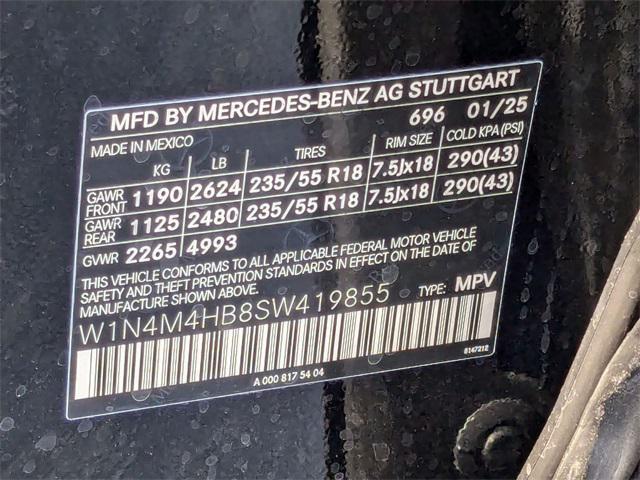 MFD BY MERCEDES-BENZ AG STUTTGART
MADE IN MEXICO 696 01/25
KG LB TIRES RIM SIZE COLD KPA (PSI)
GAWR FRONT 1190 2624 235/55 R18 7.5Jx18 290(43)
GAWR REAR 1125 2480 235/55 R18 7.5Jx18 290(43)
GVWR 2265 4993
THIS VEHICLE CONFORMS TO ALL APPLICABLE FEDERAL MOTOR VEHICLE
SAFETY AND THEFT PREVENTION STANDARDS IN EFFECT ON THE DATE OF
MANUFACTURE SHOWN ABOVE.
W1N4M4HB8SW419855 TYPE: MPV
A 000 817 54 04 8147212